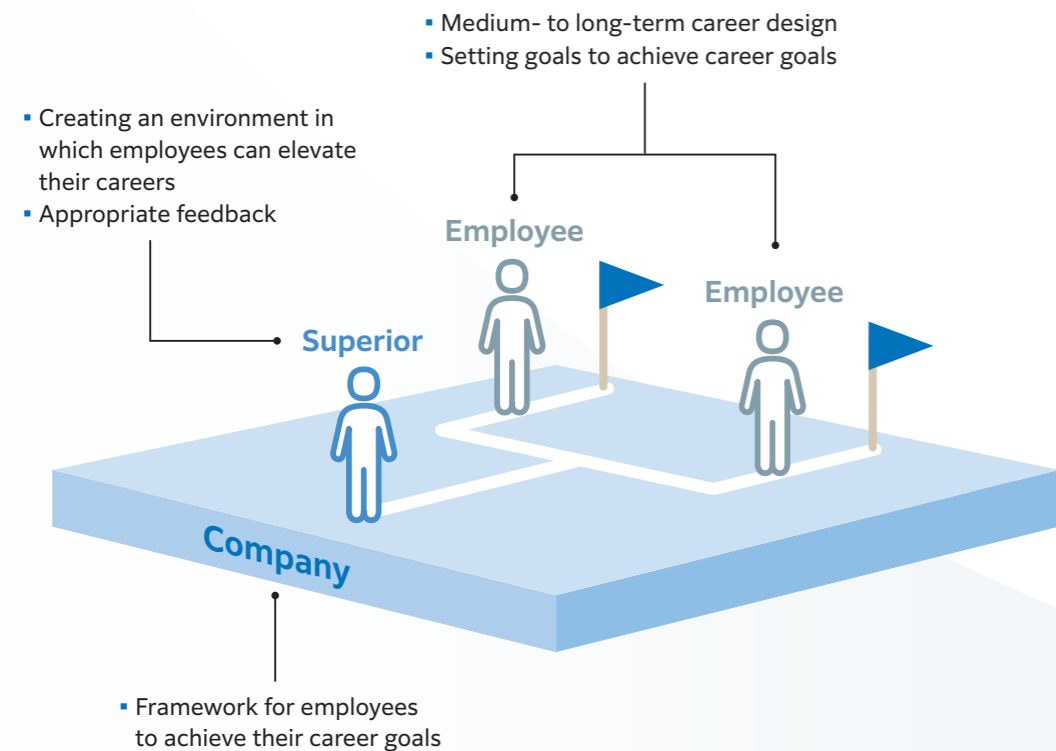 ▪ Medium- to long-term career design
▪ Setting goals to achieve career goals
▪ Creating an environment in
which employees can elevate
their careers
▪ Appropriate feedback
Employee
Employee
Superior
Company
▪ Framework for employees
to achieve their career goals